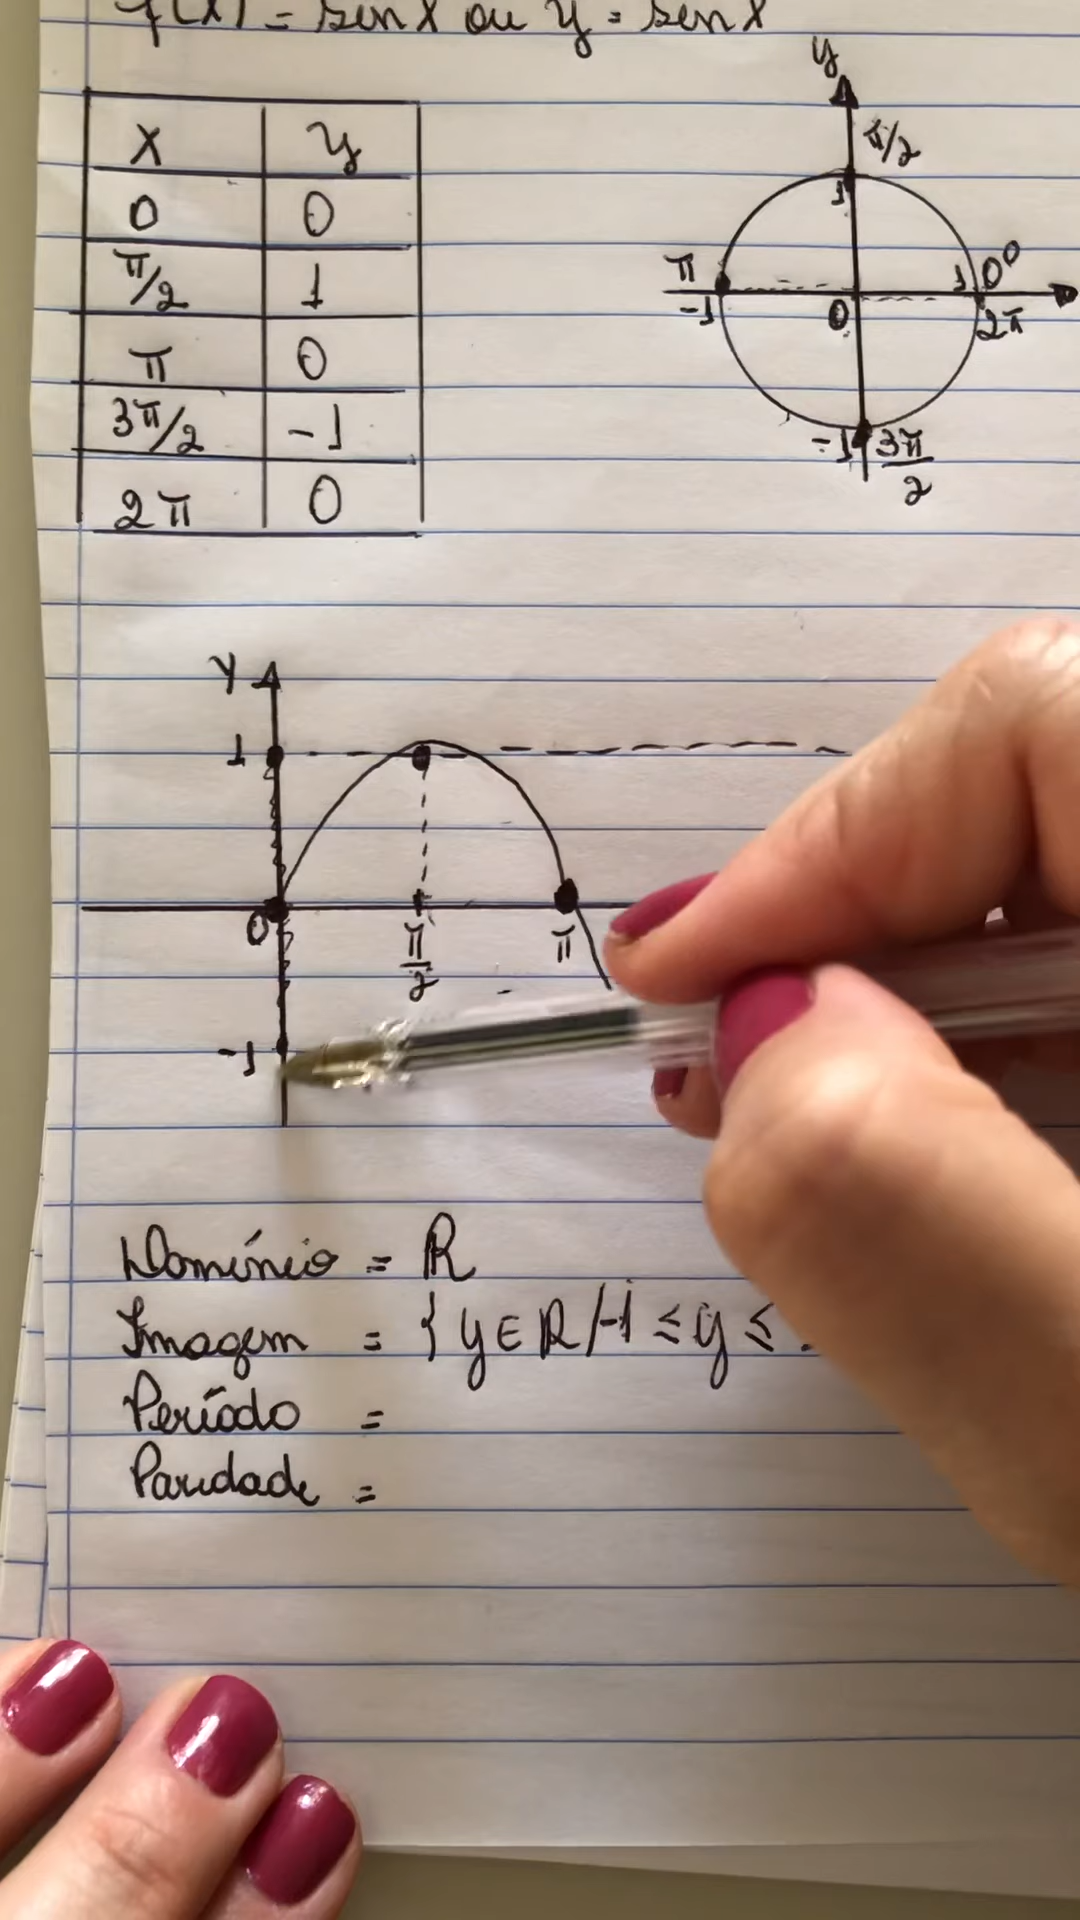 f(x) = sen x ou y = sen x
x y
0 0
π/2 1
π 0
3π/2 -1
2π 0
y
π/2
1
π 1 0°
-1 0 2π
-1 3π/2
y
1
0 π/2 π
-1
Domínio = ℝ
Imagem = { y ∈ ℝ / -1 ≤ y ≤
Período =
Paridade =